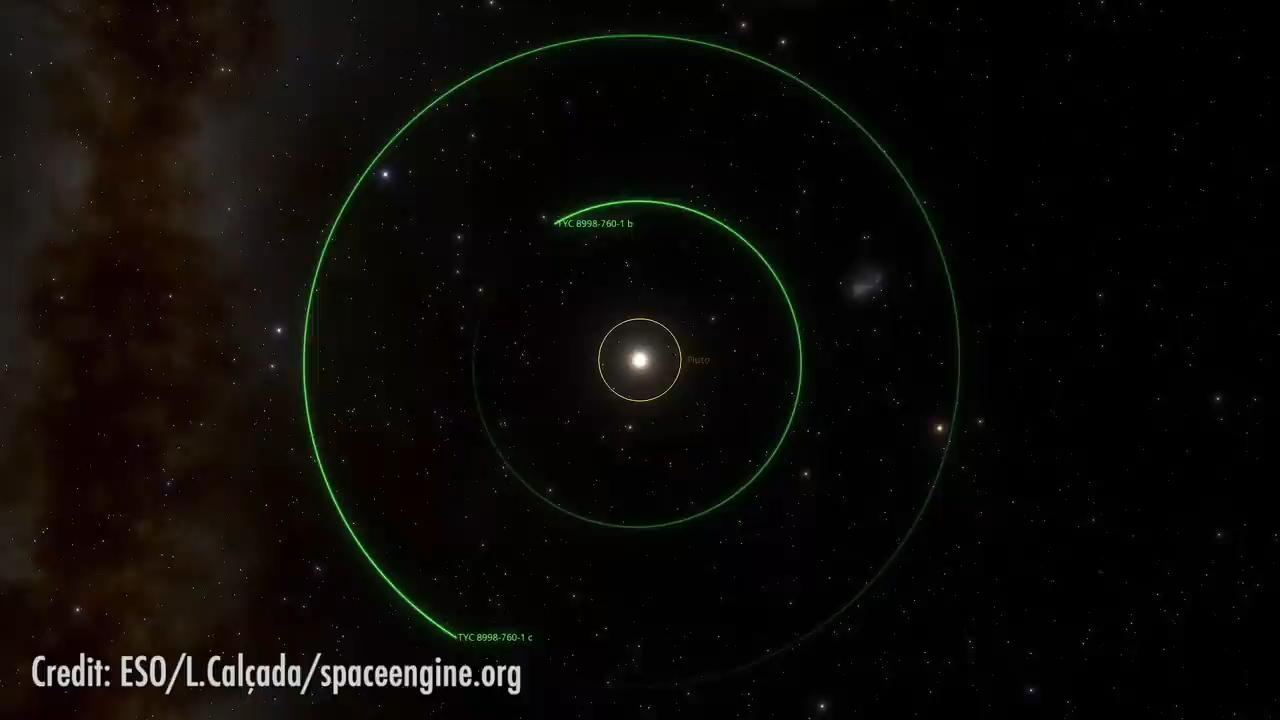 TYC 8998-760-1 b
Pluto
TYC 8998-760-1 c
Credit: ESO/L.Calçada/spaceengine.org